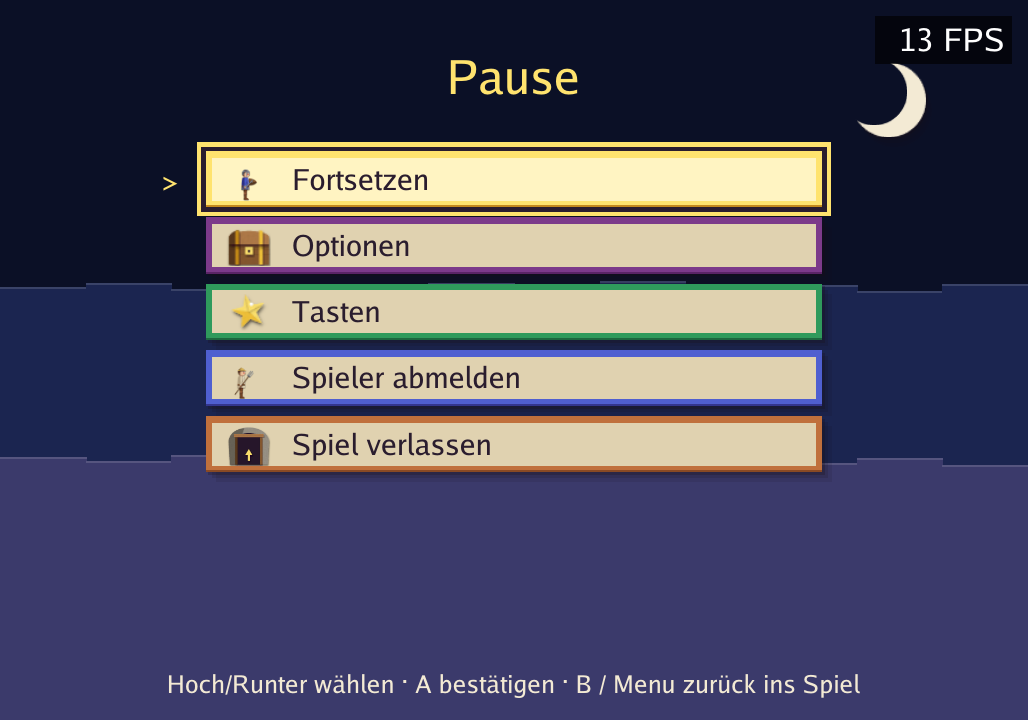 13 FPS
Pause
> Fortsetzen
Optionen
Tasten
Spieler abmelden
Spiel verlassen
Hoch/Runter wählen · A bestätigen · B / Menu zurück ins Spiel